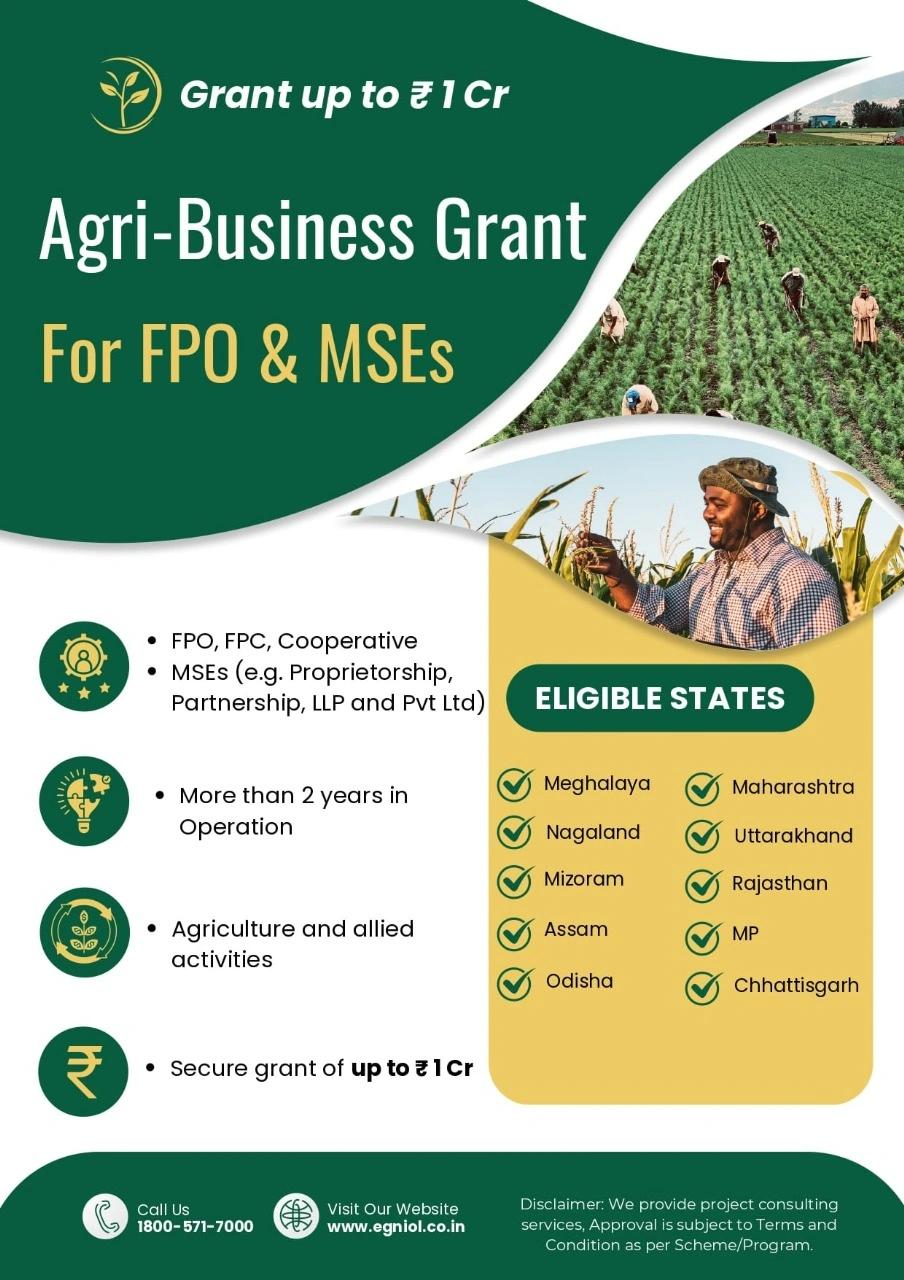 Grant up to ₹ 1 Cr
Agri-Business Grant
For FPO & MSEs
• FPO, FPC, Cooperative
• MSEs (e.g. Proprietorship,
Partnership, LLP and Pvt Ltd)
• More than 2 years in
Operation
• Agriculture and allied
activities
• Secure grant of up to ₹ 1 Cr
ELIGIBLE STATES
Meghalaya
Nagaland
Mizoram
Assam
Odisha
Maharashtra
Uttarakhand
Rajasthan
MP
Chhattisgarh
Call Us
1800-571-7000
Visit Our Website
www.egniol.co.in
Disclaimer: We provide project consulting
services, Approval is subject to Terms and
Condition as per Scheme/Program.